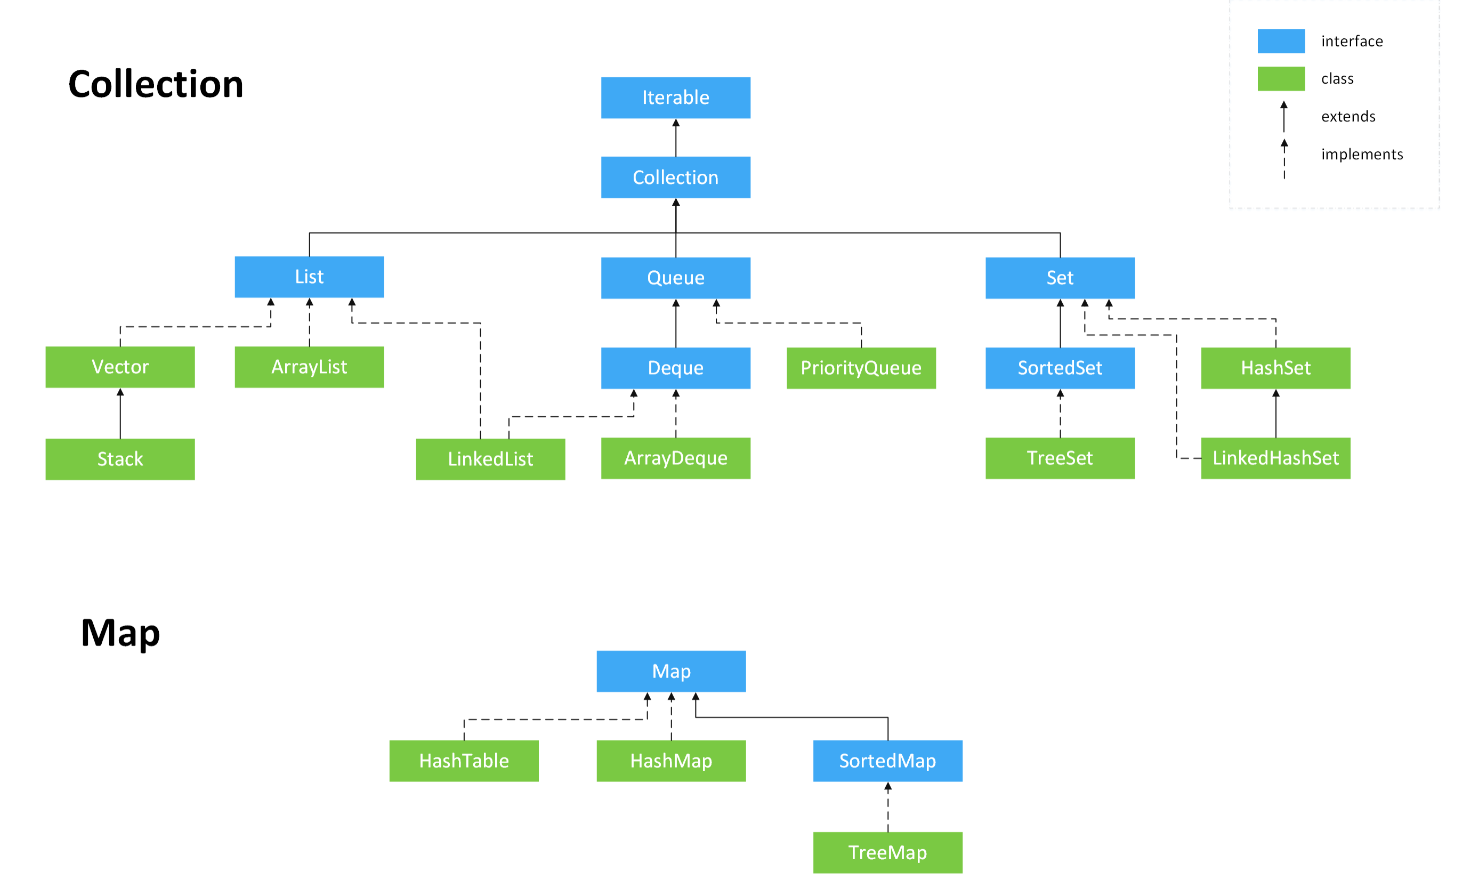 Collection
interface
class
extends
implements
Iterable
Collection
List
Queue
Set
Vector
ArrayList
Deque
PriorityQueue
SortedSet
HashSet
Stack
LinkedList
ArrayDeque
TreeSet
LinkedHashSet
Map
Map
HashTable
HashMap
SortedMap
TreeMap